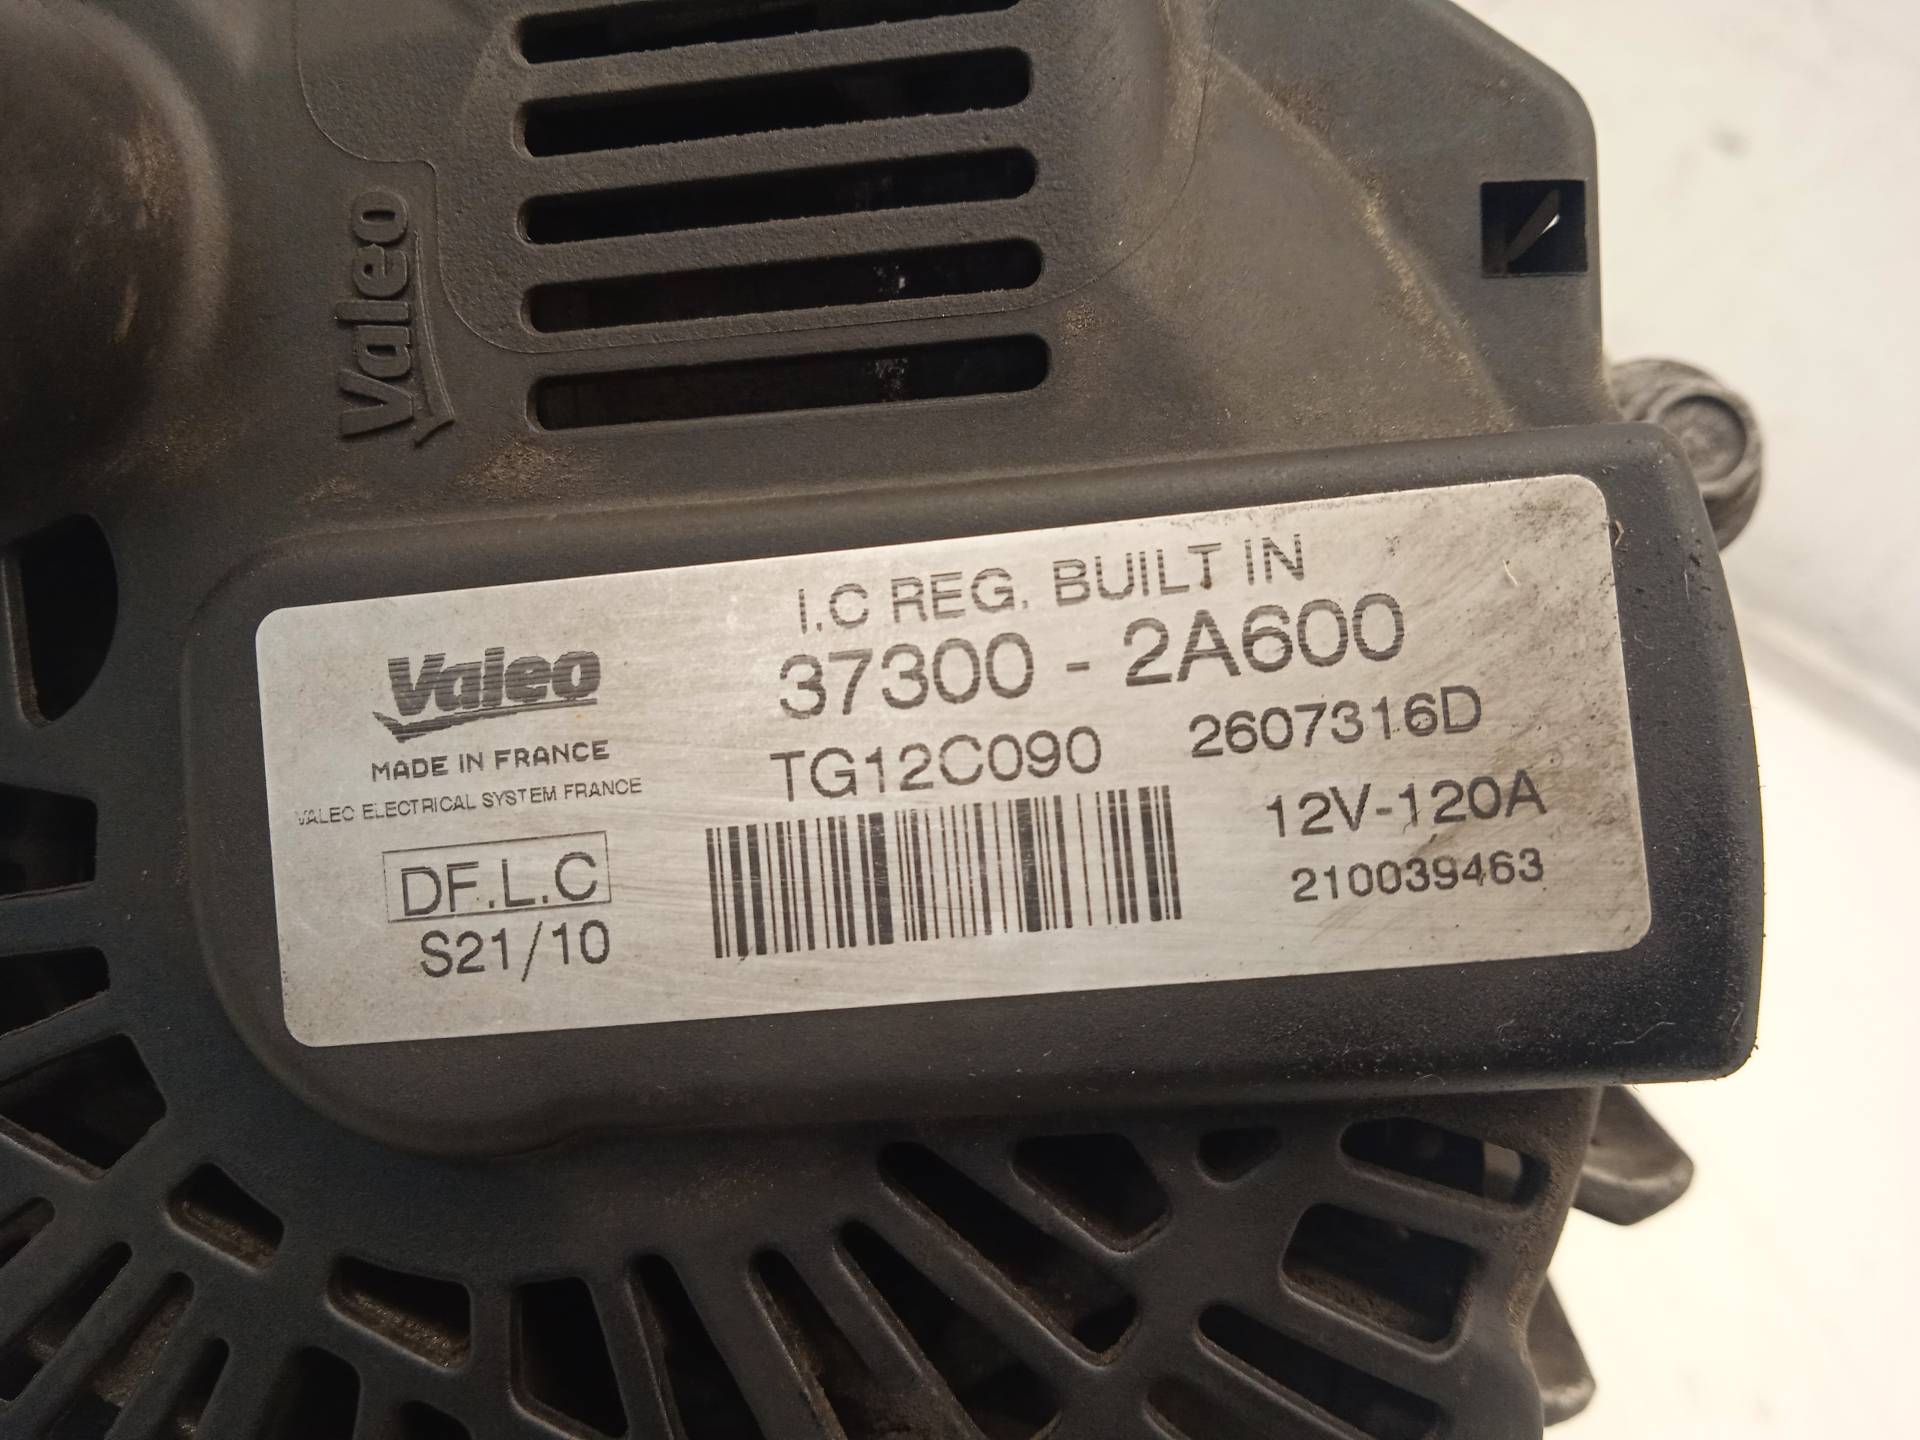 Valeo
I.C REG. BUILT IN
37300 - 2A600
Valeo
MADE IN FRANCE
VALEO ELECTRICAL SYSTEM FRANCE
TG12C090 2607316D
12V-120A
DF.L.C
S21/10
210039463